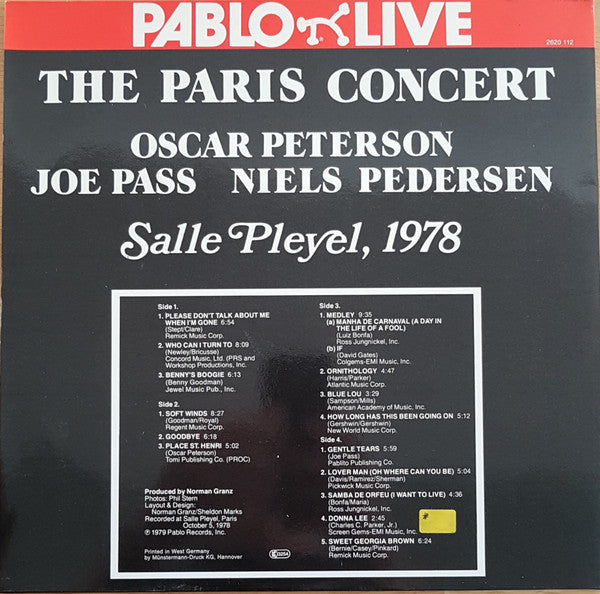 PABLO LIVE
2620 112
THE PARIS CONCERT
OSCAR PETERSON
JOE PASS NIELS PEDERSEN
Salle Pleyel, 1978
Side 1.
1. PLEASE DON'T TALK ABOUT ME
WHEN I'M GONE 6:54
(Stept/Clare)
Remick Music Corp.
2. WHO CAN I TURN TO 8:09
(Newley/Bricusse)
Concord Music, Ltd. (PRS and
Workshop Productions, Inc.
3. BENNY'S BOOGIE 6:13
(Benny Goodman)
Jewel Music Pub., Inc.
Side 2.
1. SOFT WINDS 8:27
(Goodman/Royal)
Regent Music Corp.
2. GOODBYE 6:18
3. PLACE ST. HENRI 5:02
(Oscar Peterson)
Tomi Publishing Co. (PROC)
Produced by Norman Granz
Photos: Phil Stern
Layout & Design:
Norman Granz/Sheldon Marks
Recorded at Salle Pleyel, Paris
October 5, 1978
Ⓟ 1979 Pablo Records, Inc.
Printed in West Germany
by Münstermann-Druck KG, Hannover
Side 3.
1. MEDLEY 9:35
(a) MANHA DE CARNAVAL (A DAY IN
THE LIFE OF A FOOL)
(Luiz Bonfa)
Ross Jungnickel, Inc.
(b) IF
(David Gates)
Colgems-EMI Music, Inc.
2. ORNITHOLOGY 4:47
(Harris/Parker)
Atlantic Music Corp.
3. BLUE LOU 3:29
(Sampson/Mills)
American Academy of Music, Inc.
4. HOW LONG HAS THIS BEEN GOING ON 5:12
(Gershwin/Gershwin)
New World Music Corp.
Side 4.
1. GENTLE TEARS 5:59
(Joe Pass)
Pablito Publishing Co.
2. LOVER MAN (OH WHERE CAN YOU BE) 5:04
(Davis/Ramirez/Sherman)
Pickwick Music Corp.
3. SAMBA DE ORFEU (I WANT TO LIVE) 4:36
(Bonfa/Maria)
Ross Jungnickel, Inc.
4. DONNA LEE 2:45
(Charles C. Parker, Jr.)
Screen Gems-EMI Music, Inc.
5. SWEET GEORGIA BROWN 6:24
(Bernie/Casey/Pinkard)
Remick Music Corp.